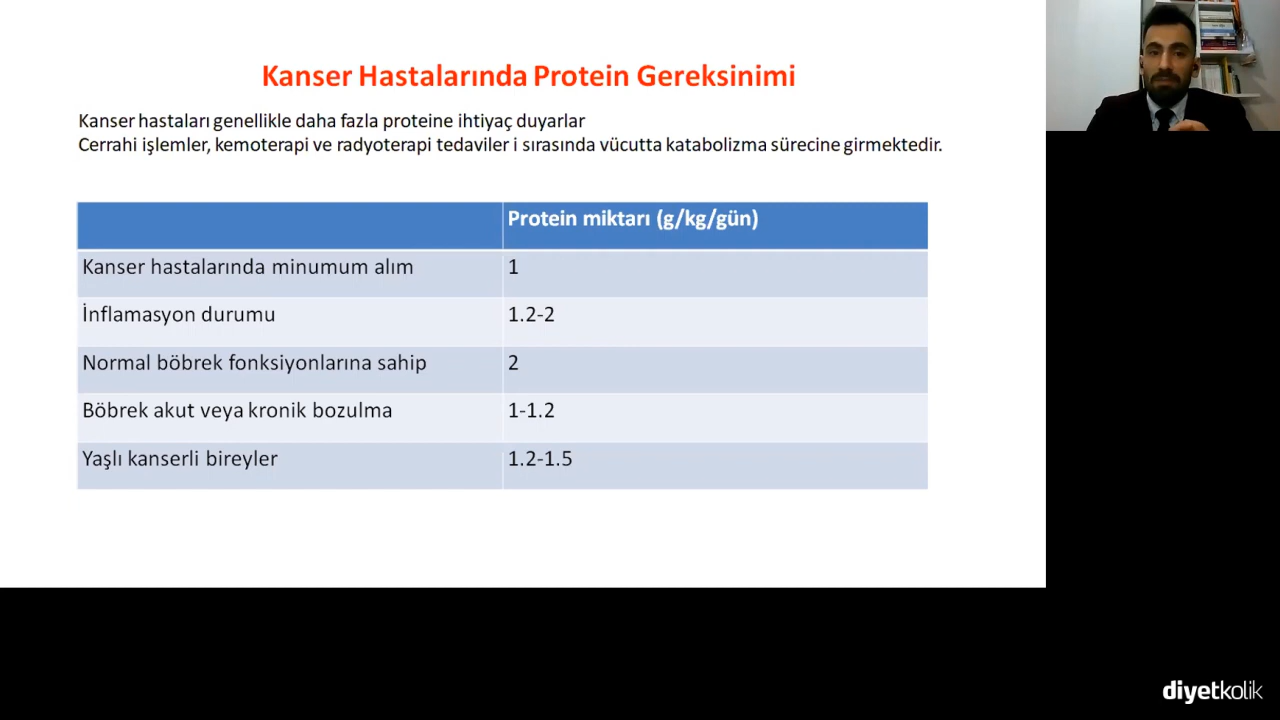 Kanser Hastalarında Protein Gereksinimi
Kanser hastaları genellikle daha fazla proteine ihtiyaç duyarlar
Cerrahi işlemler, kemoterapi ve radyoterapi tedaviler i sırasında vücutta katabolizma sürecine girmektedir.
Protein miktarı (g/kg/gün)
Kanser hastalarında minumum alım 1
İnflamasyon durumu 1.2-2
Normal böbrek fonksiyonlarına sahip 2
Böbrek akut veya kronik bozulma 1-1.2
Yaşlı kanserli bireyler 1.2-1.5
diyetkolik